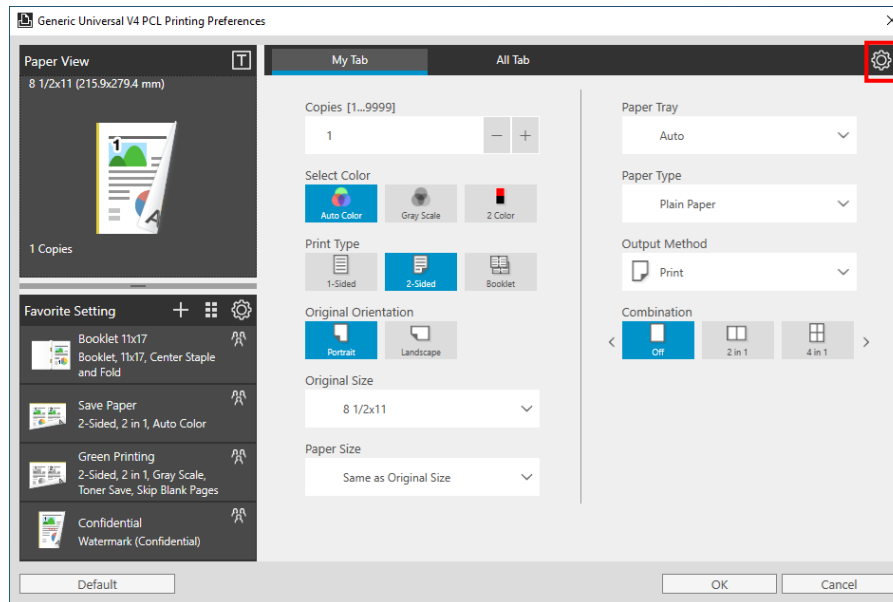 Generic Universal V4 PCL Printing Preferences
Paper View
T
8 1/2x11 (215.9x279.4 mm)
1
A
1 Copies
Favorite Setting
Booklet 11x17
Booklet, 11x17, Center Staple
and Fold
Save Paper
2-Sided, 2 in 1, Auto Color
Green Printing
2-Sided, 2 in 1, Gray Scale,
Toner Save, Skip Blank Pages
Confidential
Watermark (Confidential)
My Tab
All Tab
Copies [1...9999]
1
Select Color
Auto Color
Gray Scale
2 Color
Print Type
1-Sided
2-Sided
Booklet
Original Orientation
Portrait
Landscape
Original Size
8 1/2x11
Paper Size
Same as Original Size
Paper Tray
Auto
Paper Type
Plain Paper
Output Method
Print
Combination
Off
2 in 1
4 in 1
Default
OK
Cancel